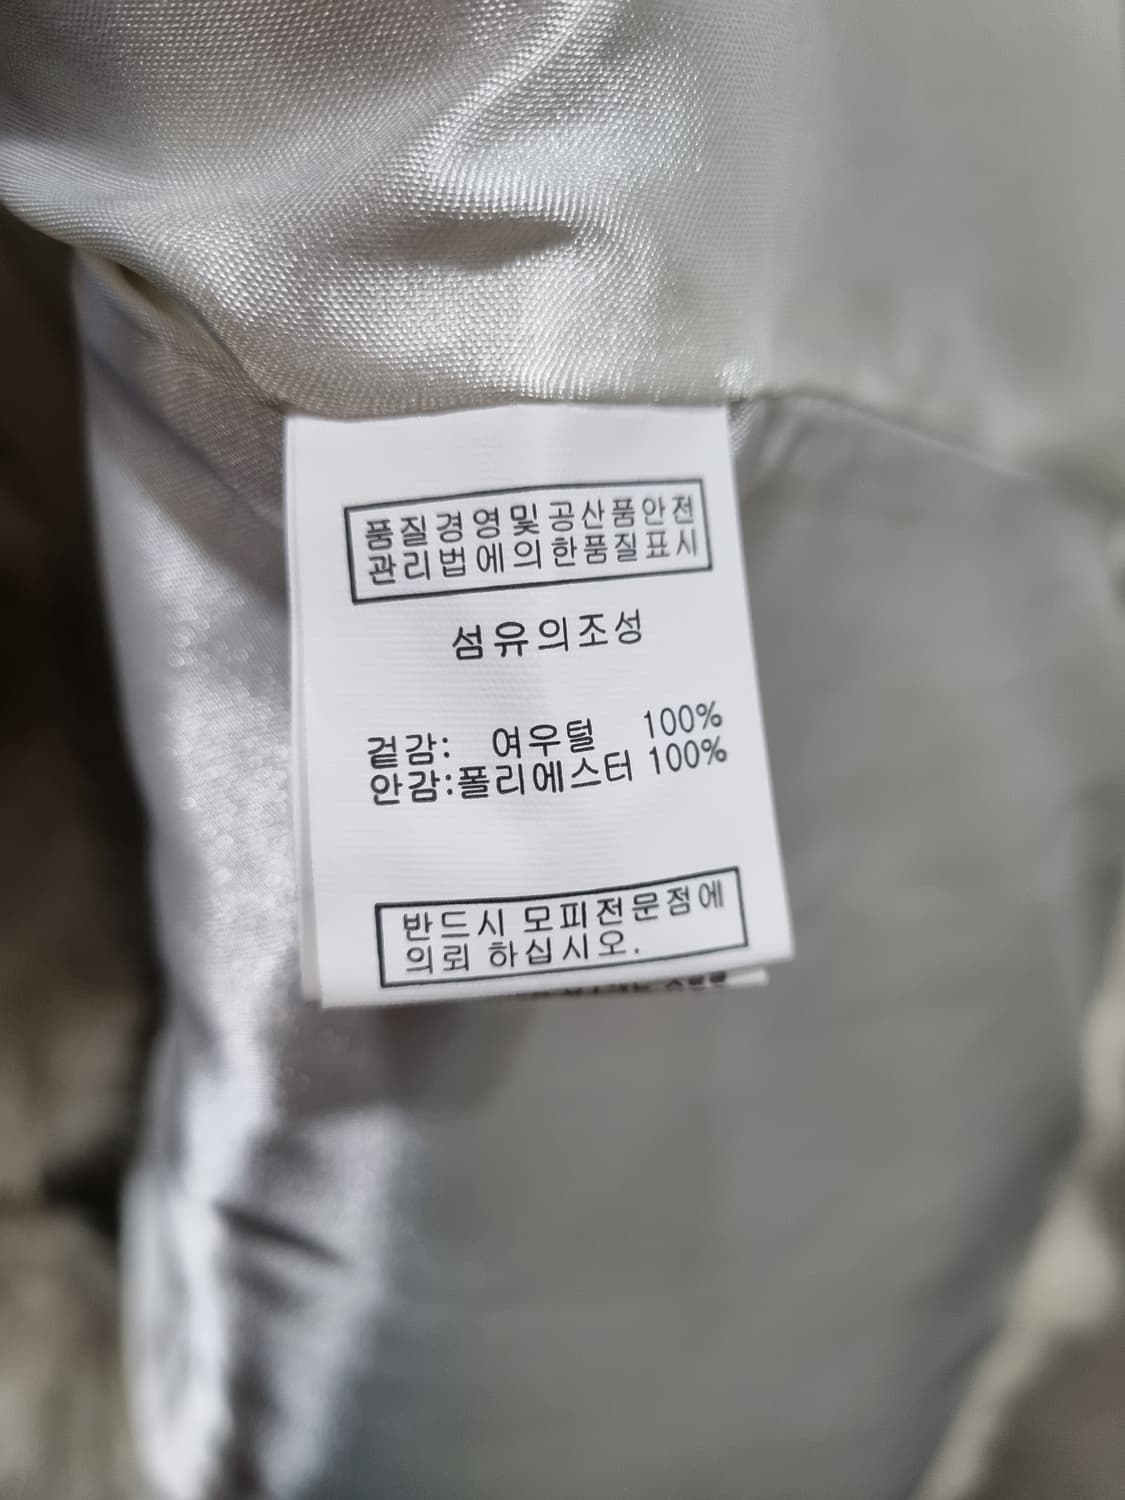 품질경영및공산품안전
관리법에의한품질표시
섬유의조성
겉감: 여우털 100%
안감:폴리에스터 100%
반드시 모피전문점에
의뢰 하십시오.